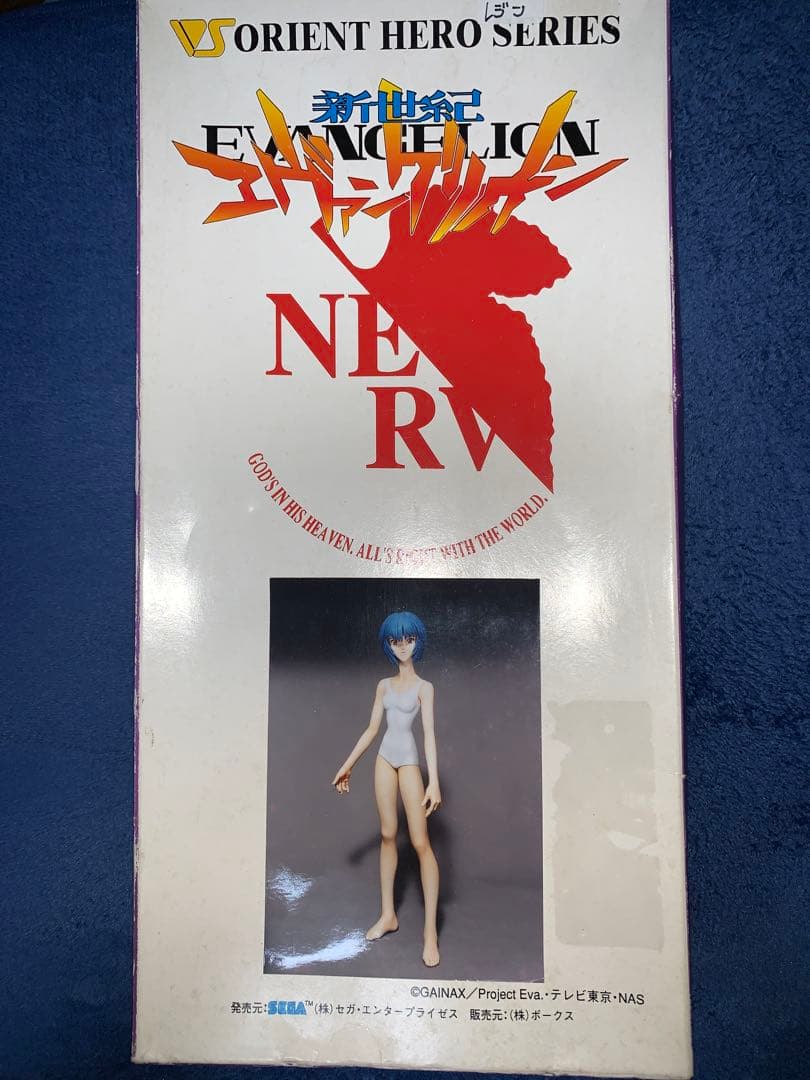 レジン
VS ORIENT HERO SERIES
新世紀
EVANGELION
エヴァンゲリオン
NERV
GOD'S IN HIS HEAVEN. ALL'S RIGHT WITH THE WORLD.
©GAINAX／Project Eva.・テレビ東京・NAS
発売元:SEGA™(株)セガ・エンタープライゼス 販売元:(株)ボークス